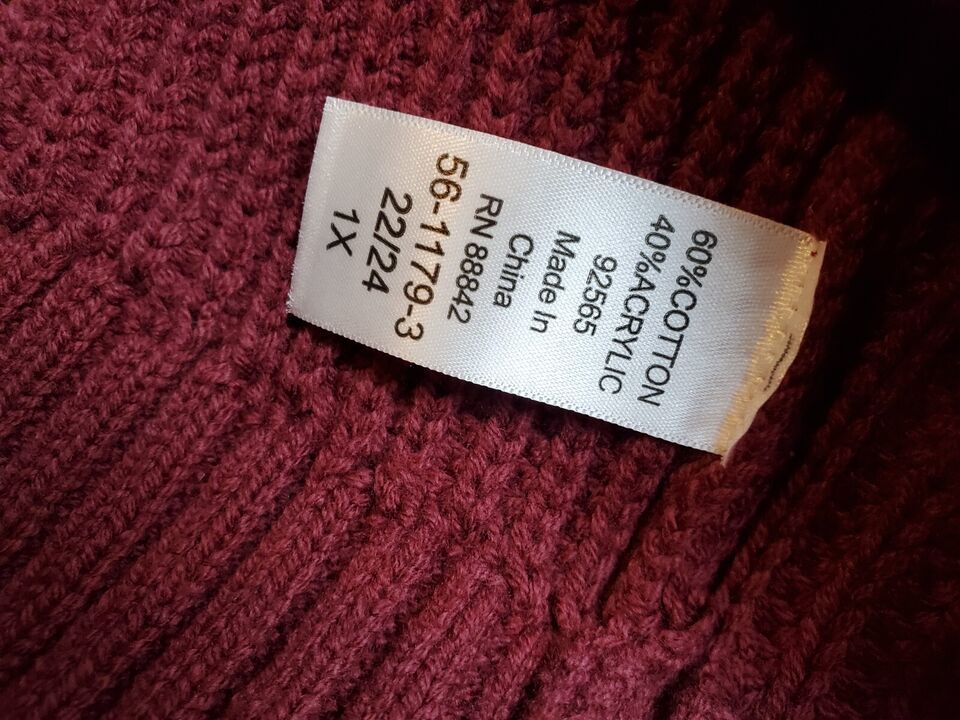 60%COTTON
40%ACRYLIC
92565
Made In
China
RN 88842
56-1179-3
22/24
1X